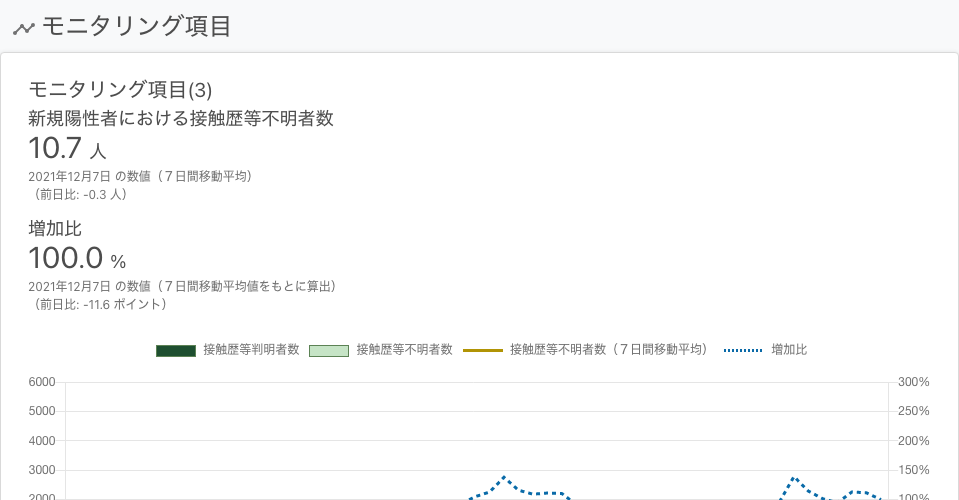 モニタリング項目
モニタリング項目(3)
新規陽性者における接触歴等不明者数
10.7 人
2021年12月7日 の数値（７日間移動平均）
（前日比: -0.3 人）
増加比
100.0 %
2021年12月7日 の数値（７日間移動平均値をもとに算出）
（前日比: -11.6 ポイント）
接触歴等判明者数 接触歴等不明者数 接触歴等不明者数（７日間移動平均） 増加比
6000 300%
5000 250%
4000 200%
3000 150%
2000 100%